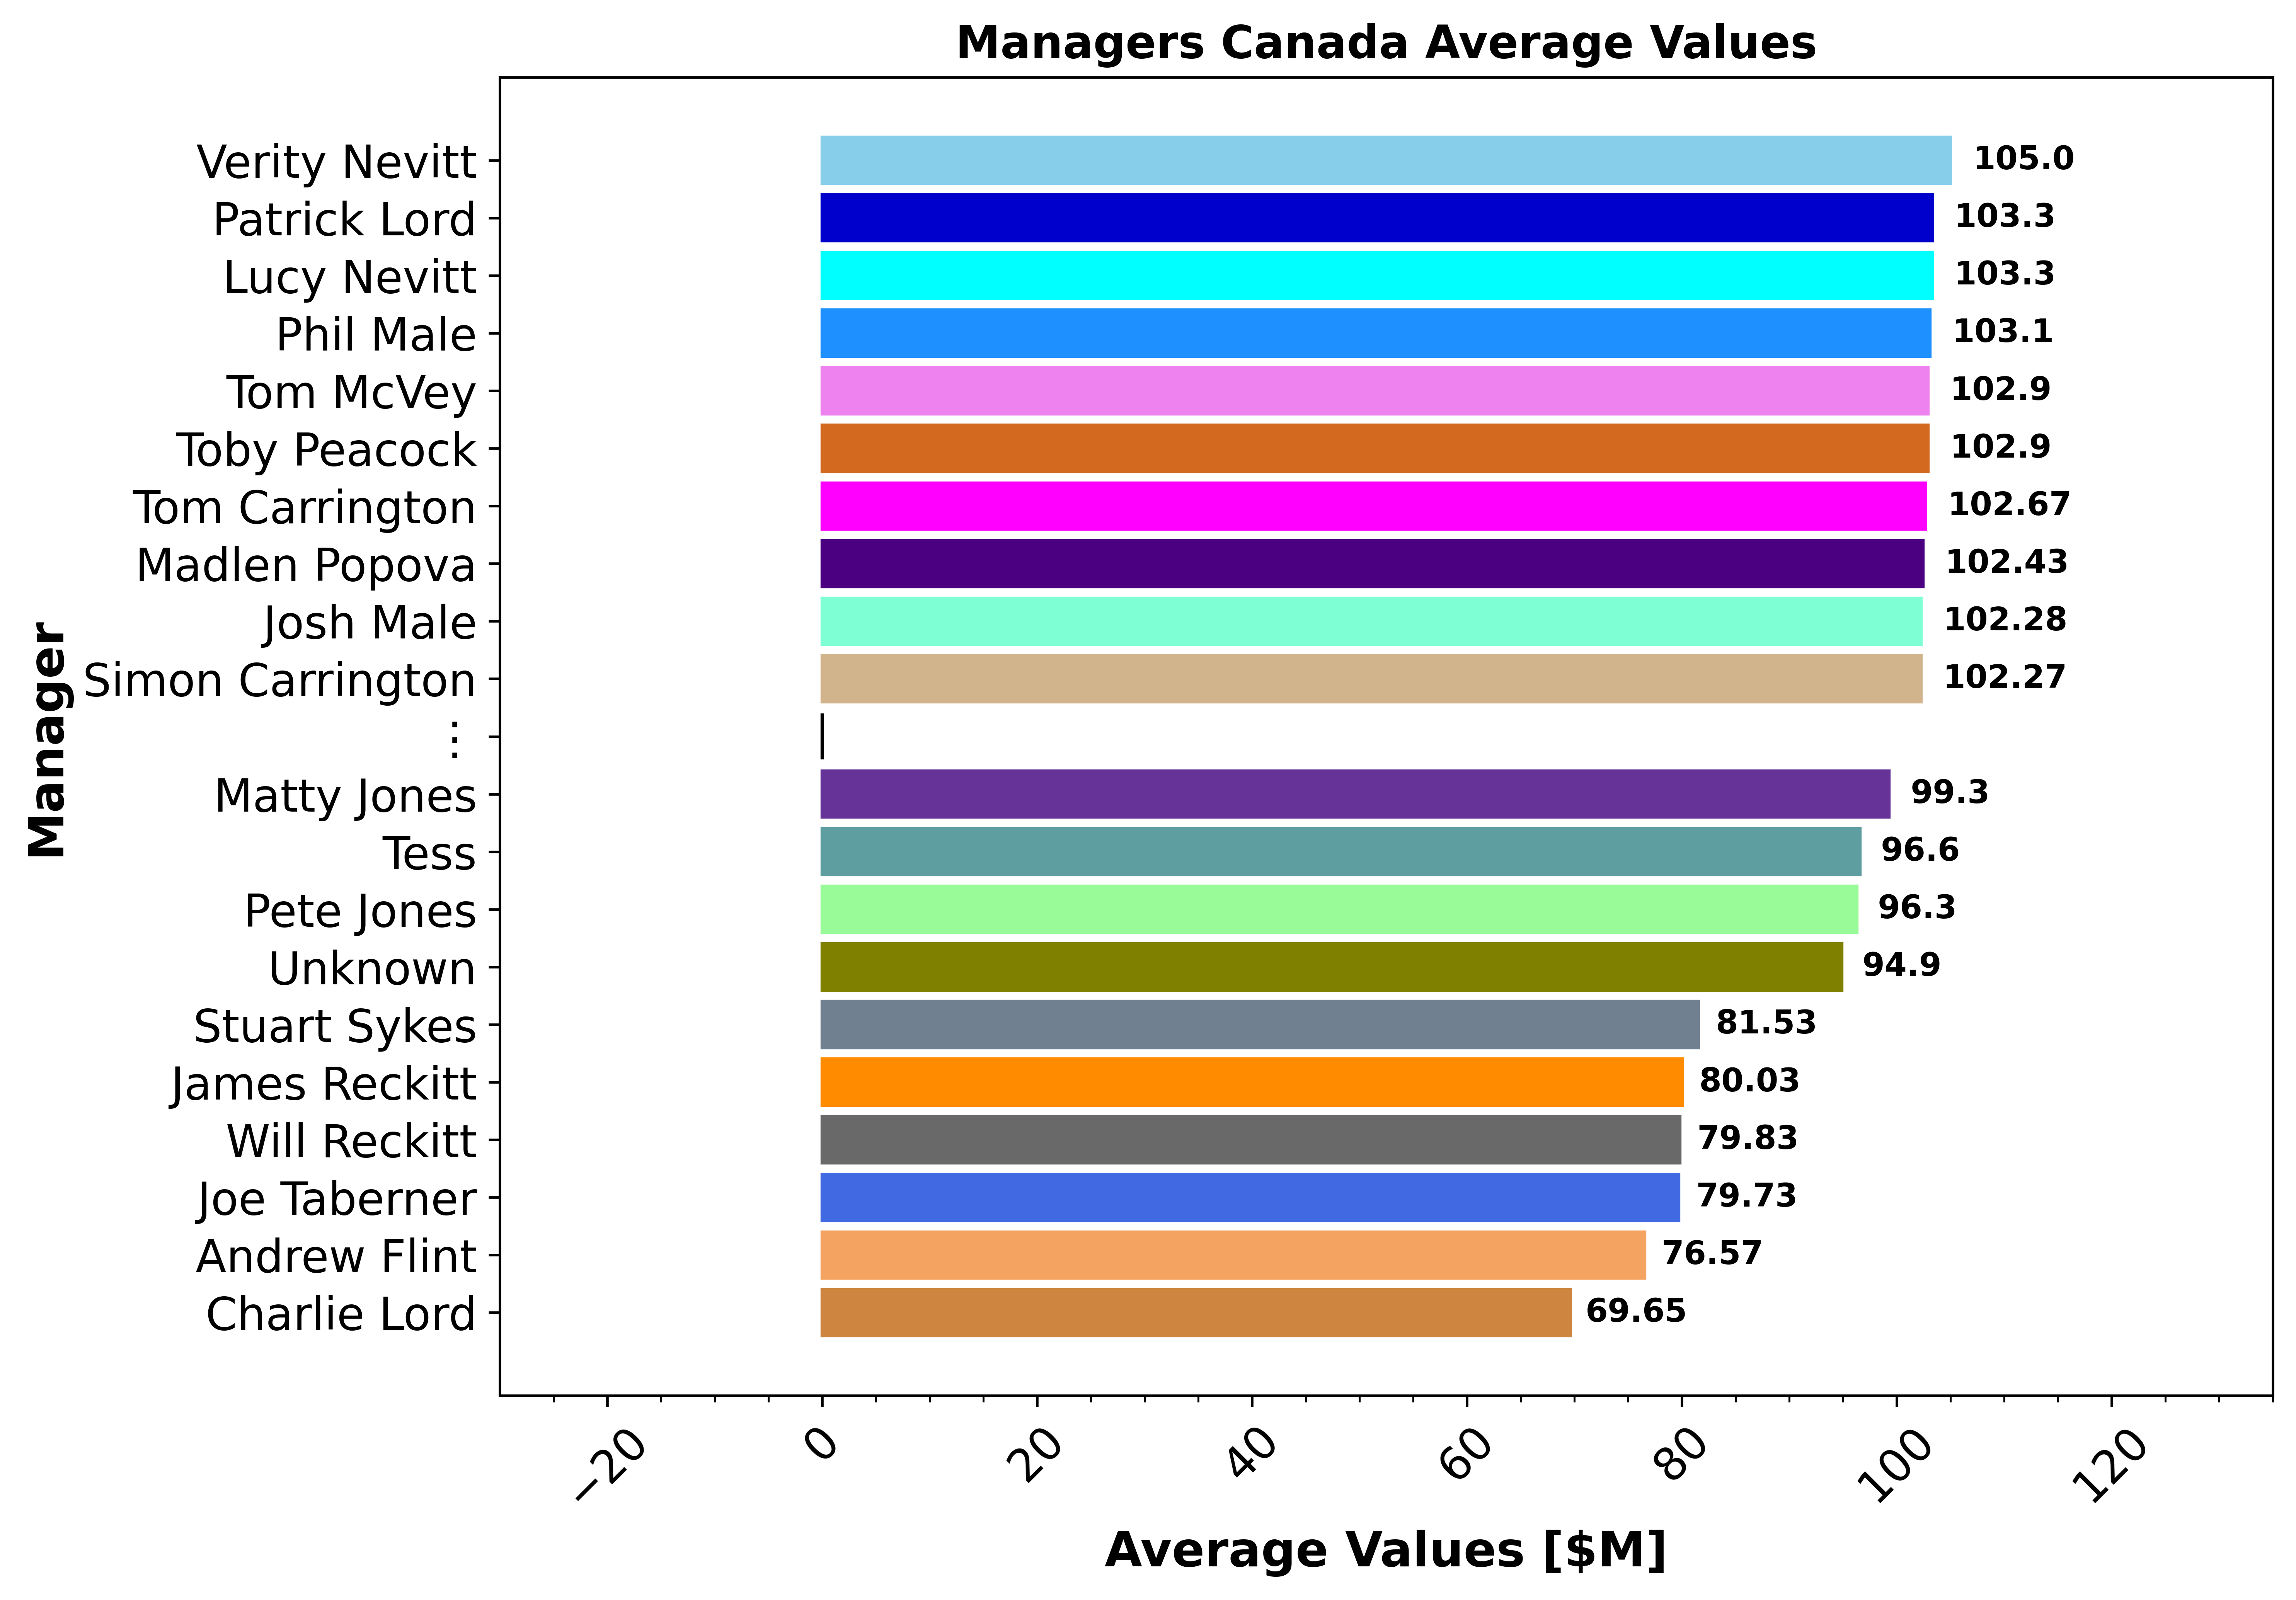 Managers Canada Average Values
Manager
Verity Nevitt 105.0
Patrick Lord 103.3
Lucy Nevitt 103.3
Phil Male 103.1
Tom McVey 102.9
Toby Peacock 102.9
Tom Carrington 102.67
Madlen Popova 102.43
Josh Male 102.28
Simon Carrington 102.27
⋮
Matty Jones 99.3
Tess 96.6
Pete Jones 96.3
Unknown 94.9
Stuart Sykes 81.53
James Reckitt 80.03
Will Reckitt 79.83
Joe Taberner 79.73
Andrew Flint 76.57
Charlie Lord 69.65
−20 0 20 40 60 80 100 120
Average Values [$M]